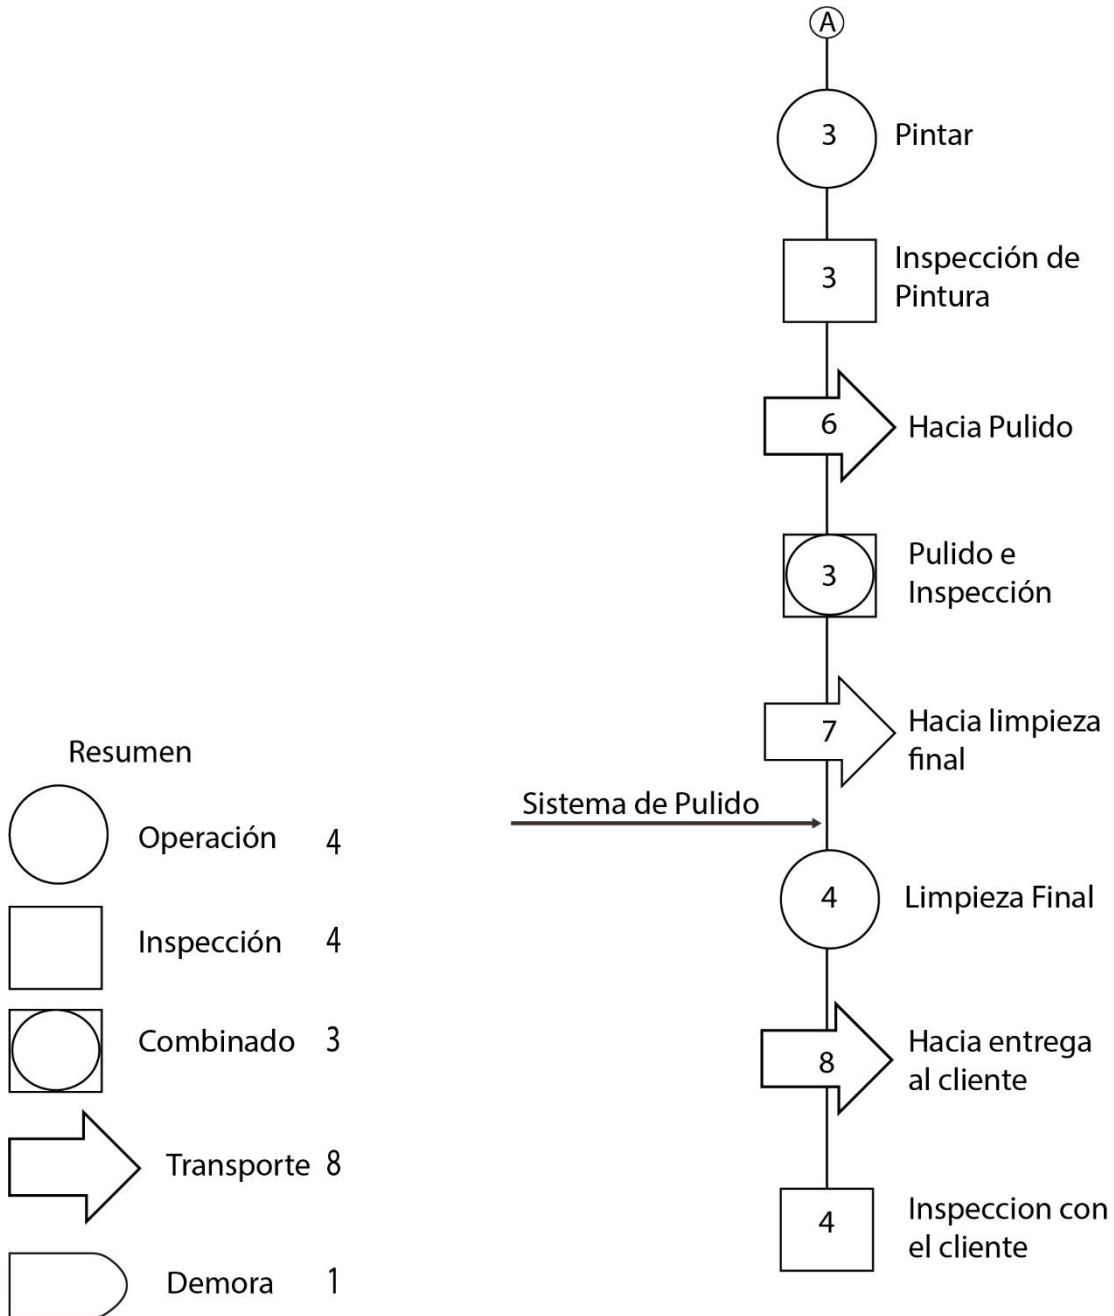 A
3 Pintar
3 Inspección de
Pintura
6 Hacia Pulido
3 Pulido e
Inspección
7 Hacia limpieza
final
Sistema de Pulido
4 Limpieza Final
8 Hacia entrega
al cliente
4 Inspeccion con
el cliente
Resumen
Operación 4
Inspección 4
Combinado 3
Transporte 8
Demora 1